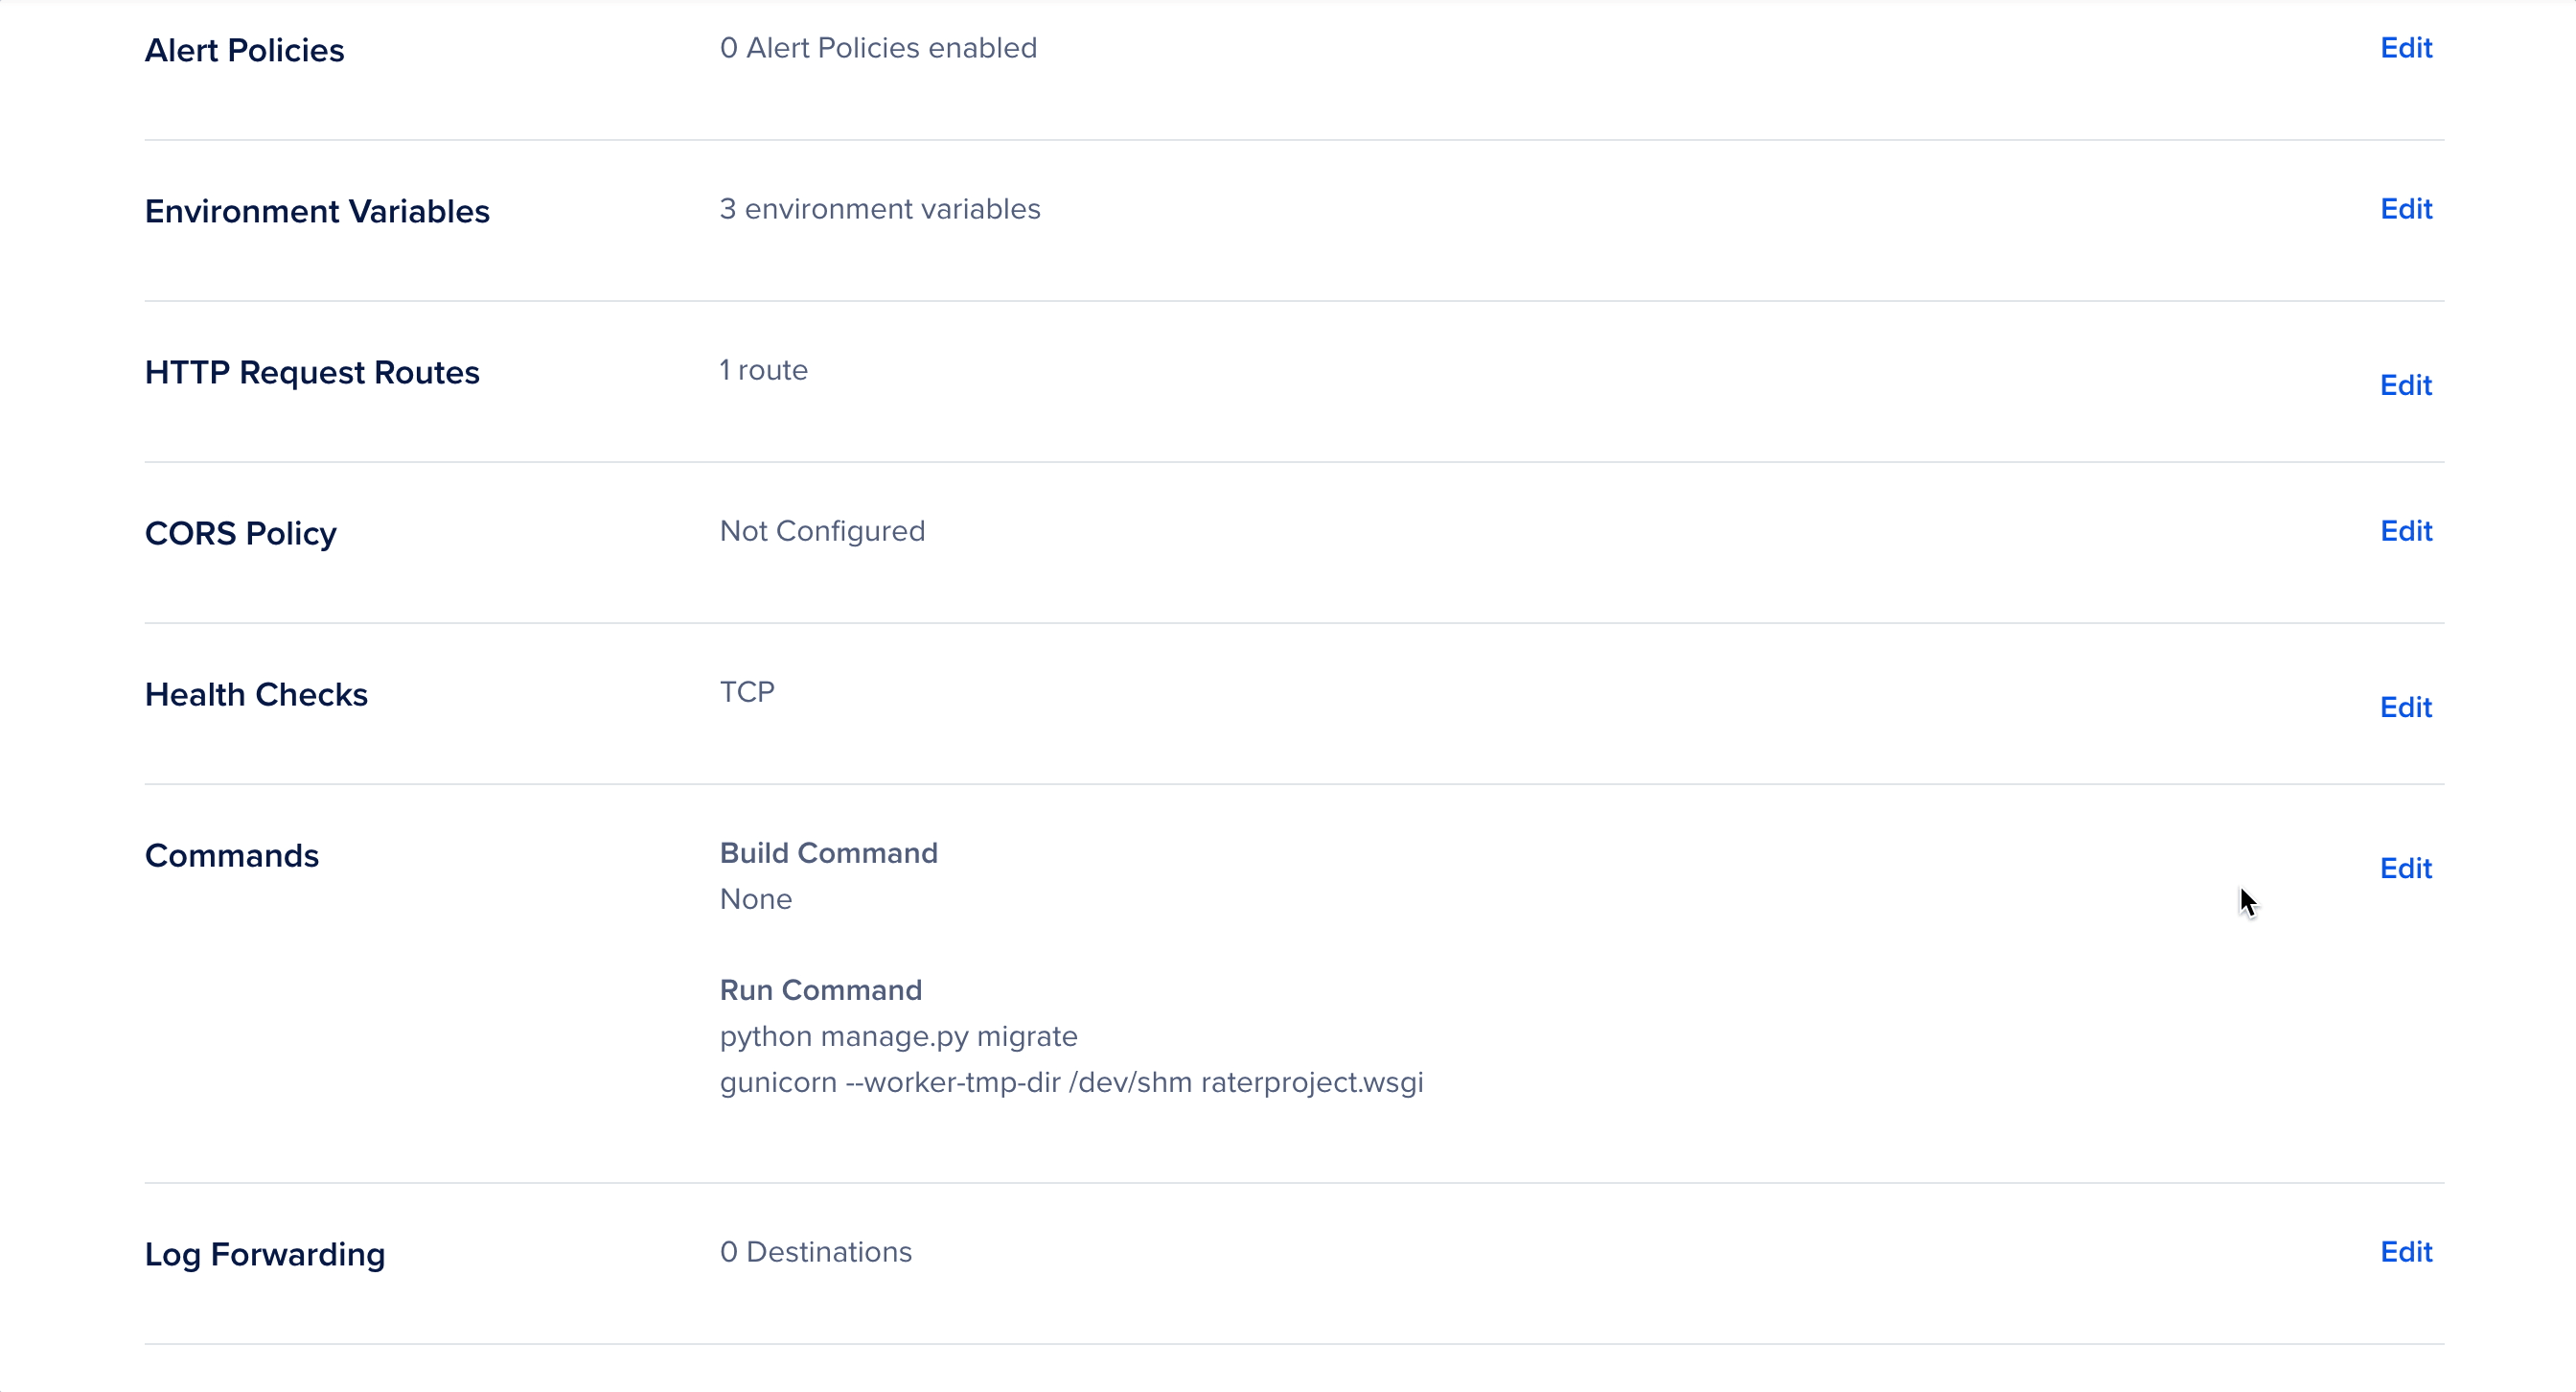 Alert Policies
0 Alert Policies enabled
Edit
Environment Variables
3 environment variables
Edit
HTTP Request Routes
1 route
Edit
CORS Policy
Not Configured
Edit
Health Checks
TCP
Edit
Commands
Build Command
Edit
None
Run Command
python manage.py migrate
gunicorn --worker-tmp-dir /dev/shm raterproject.wsgi
Log Forwarding
0 Destinations
Edit